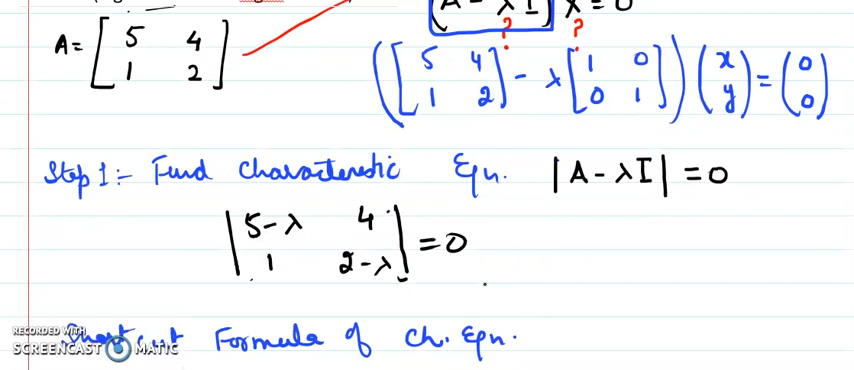 (A - λI) X = 0
? ?
A = [ 5 4
1 2 ]
( [ 5 4
1 2 ] - λ [ 1 0
0 1 ] ) ( x
y ) = ( 0
0 )
Step 1:- Find characteristic Eqn. |A - λI| = 0
| 5-λ 4
1 2-λ | = 0
Shortcut Formula of Ch. Eqn.
RECORDED WITH
SCREENCAST MATIC